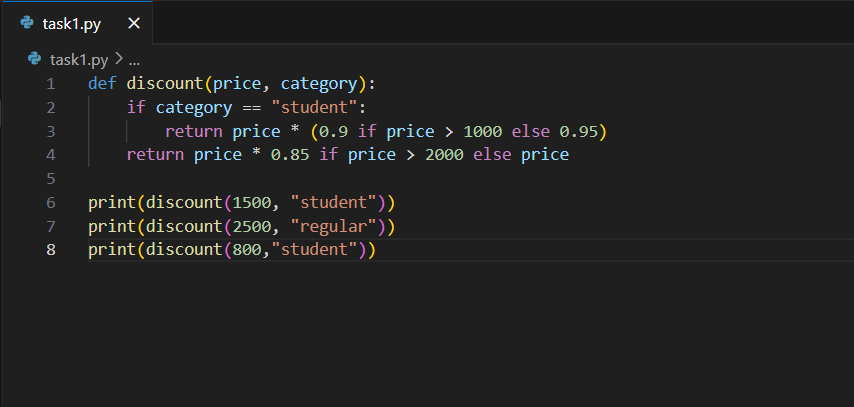 task1.py ×
task1.py > ...
1 def discount(price, category):
2     if category == "student":
3         return price * (0.9 if price > 1000 else 0.95)
4     return price * 0.85 if price > 2000 else price
5
6 print(discount(1500, "student"))
7 print(discount(2500, "regular"))
8 print(discount(800,"student"))